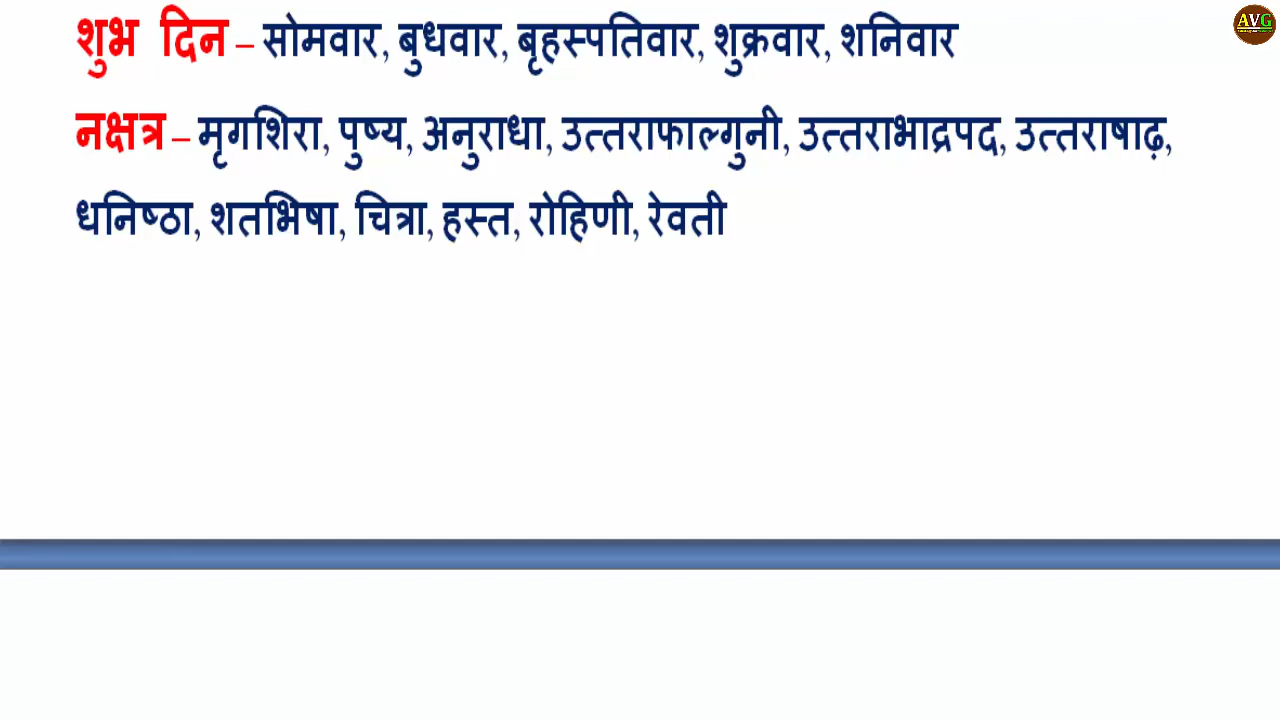 शुभ दिन – सोमवार, बुधवार, बृहस्पतिवार, शुक्रवार, शनिवार
नक्षत्र – मृगशिरा, पुष्य, अनुराधा, उत्तराफाल्गुनी, उत्तराभाद्रपद, उत्तराषाढ़,
धनिष्ठा, शतभिषा, चित्रा, हस्त, रोहिणी, रेवती
AVG